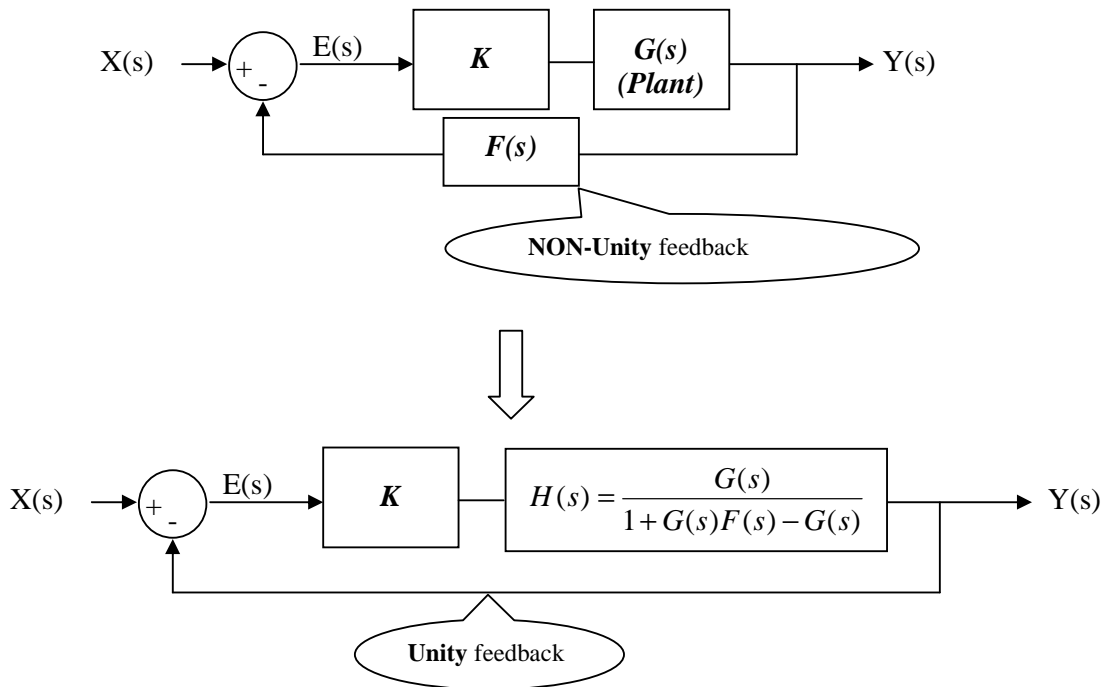 X(s) + - E(s) K G(s) Y(s)
(Plant)
F(s)
NON-Unity feedback
X(s) + - E(s) K H(s) = G(s) / (1 + G(s)F(s) − G(s)) Y(s)
Unity feedback